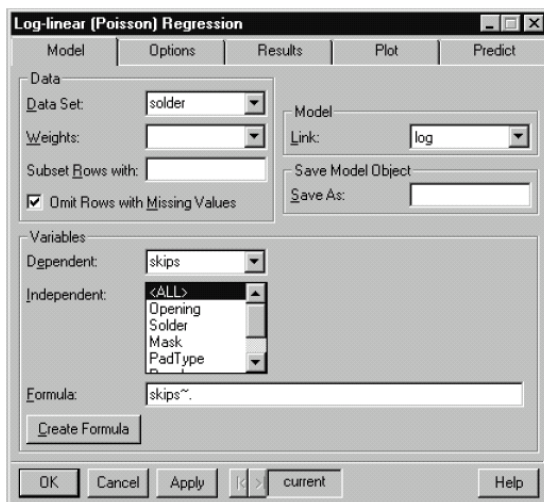 Log-linear (Poisson) Regression
Model Options Results Plot Predict
Data
Data Set: solder
Weights:
Subset Rows with:
Omit Rows with Missing Values
Model
Link: log
Save Model Object
Save As:
Variables
Dependent: skips
Independent: <ALL>
Opening
Solder
Mask
PadType
Formula: skips~.
Create Formula
OK Cancel Apply |< >| current Help